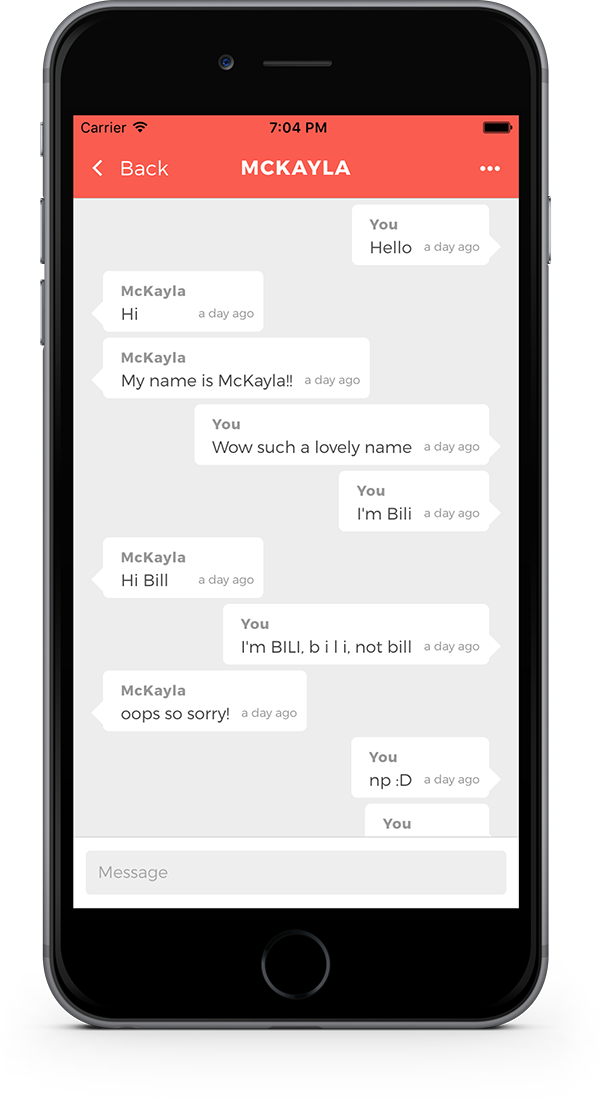 Carrier 7:04 PM
Back MCKAYLA
You
Hello a day ago
McKayla
Hi a day ago
McKayla
My name is McKayla!! a day ago
You
Wow such a lovely name a day ago
You
I'm Bili a day ago
McKayla
Hi Bill a day ago
You
I'm BILI, b i l i, not bill a day ago
McKayla
oops so sorry! a day ago
You
np :D a day ago
You
Message